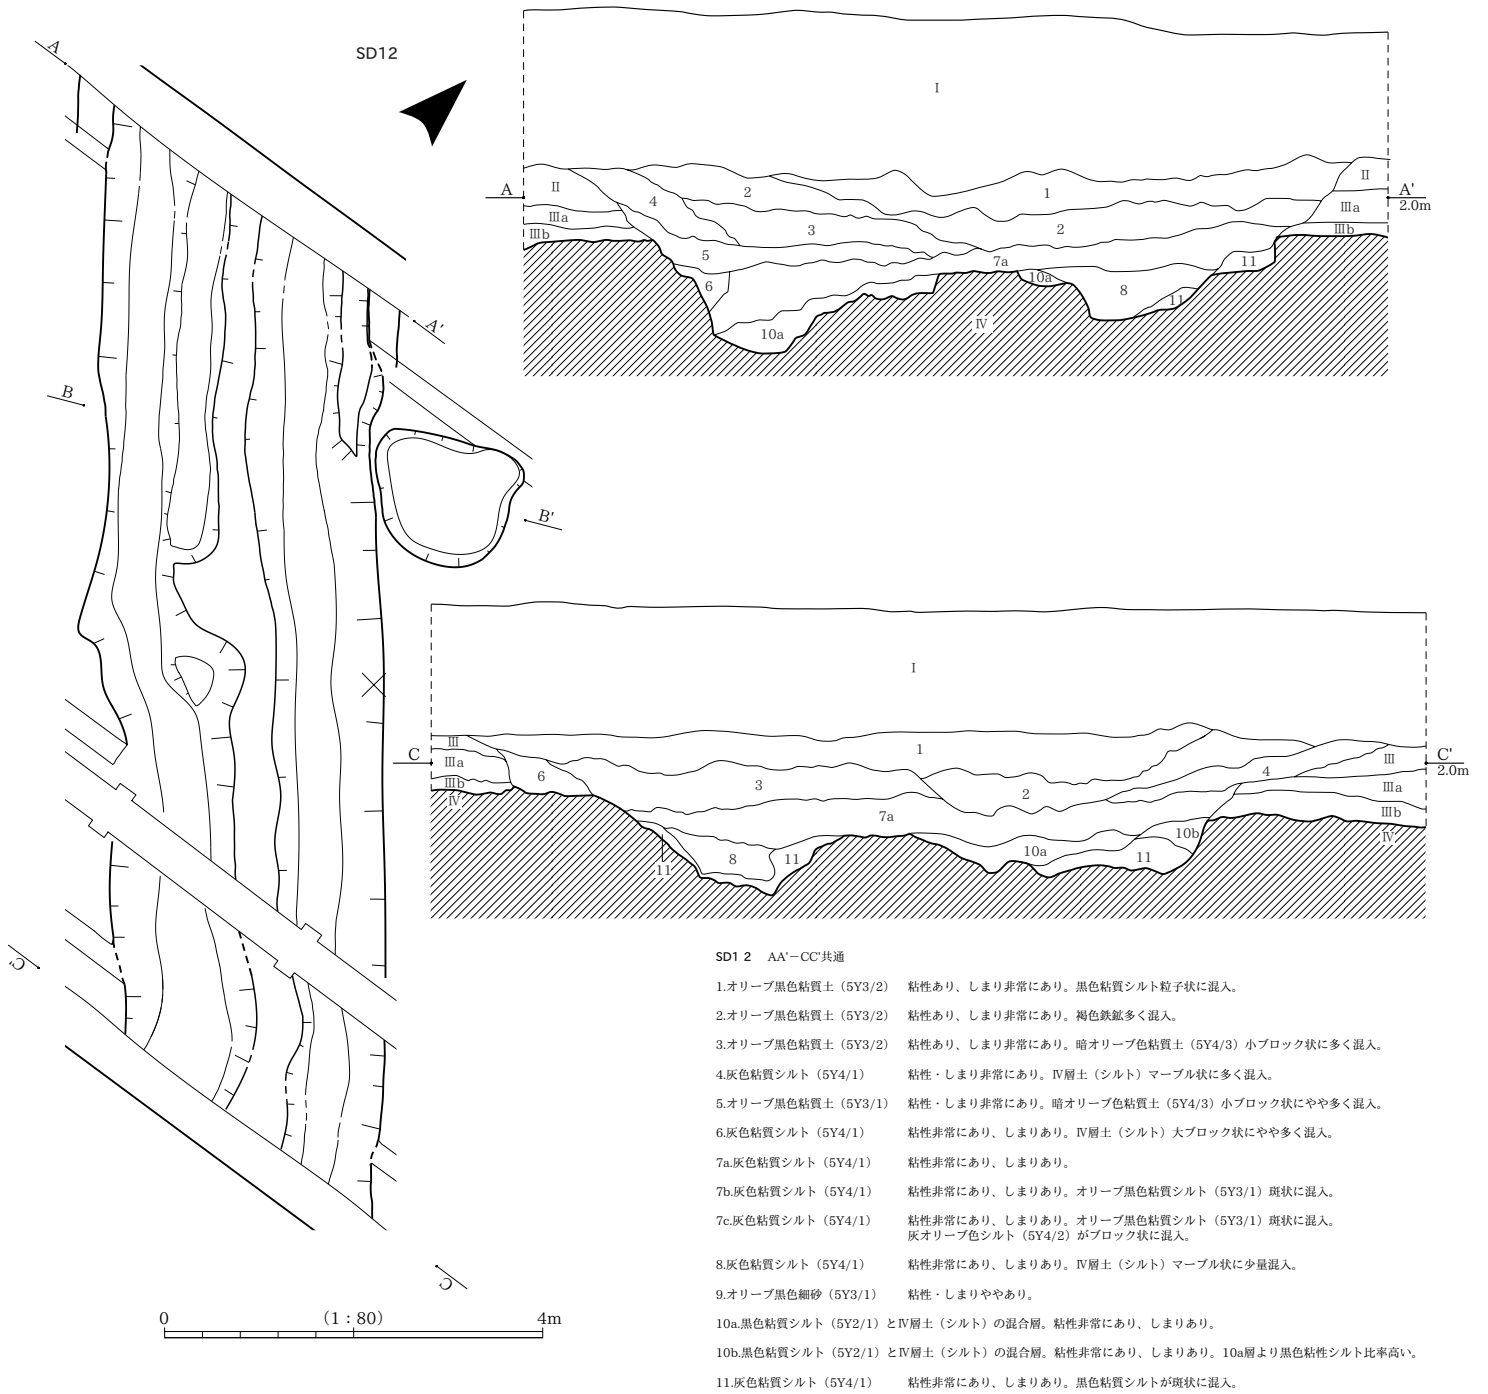 SD12
A
A'
B
B'
C'
C
0
(1：80)
4m
I
A
Ⅱ
Ⅲa
Ⅲb
4
2
1
3
2
5
6
7a
10a
8
11
11
10a
Ⅳ
Ⅱ
Ⅲa
Ⅲb
A'
2.0m
I
C
Ⅲ
Ⅲa
Ⅲb
Ⅳ
6
1
3
2
4
7a
8
11
11
10a
10b
11
Ⅲ
Ⅲa
Ⅲb
Ⅳ
C'
2.0m
SD1 2　AA'－CC'共通
1.オリーブ黒色粘質土（5Y3/2）　粘性あり、しまり非常にあり。黒色粘質シルト粒子状に混入。
2.オリーブ黒色粘質土（5Y3/2）　粘性あり、しまり非常にあり。褐色鉄鉱多く混入。
3.オリーブ黒色粘質土（5Y3/2）　粘性あり、しまり非常にあり。暗オリーブ色粘質土（5Y4/3）小ブロック状に多く混入。
4.灰色粘質シルト（5Y4/1）　粘性・しまり非常にあり。Ⅳ層土（シルト）マーブル状に多く混入。
5.オリーブ黒色粘質土（5Y3/1）　粘性・しまり非常にあり。暗オリーブ色粘質土（5Y4/3）小ブロック状にやや多く混入。
6.灰色粘質シルト（5Y4/1）　粘性非常にあり、しまりあり。Ⅳ層土（シルト）大ブロック状にやや多く混入。
7a.灰色粘質シルト（5Y4/1）　粘性非常にあり、しまりあり。
7b.灰色粘質シルト（5Y4/1）　粘性非常にあり、しまりあり。オリーブ黒色粘質シルト（5Y3/1）斑状に混入。
7c.灰色粘質シルト（5Y4/1）　粘性非常にあり、しまりあり。オリーブ黒色粘質シルト（5Y3/1）斑状に混入。
灰オリーブ色シルト（5Y4/2）がブロック状に混入。
8.灰色粘質シルト（5Y4/1）　粘性非常にあり、しまりあり。Ⅳ層土（シルト）マーブル状に少量混入。
9.オリーブ黒色細砂（5Y3/1）　粘性・しまりややあり。
10a.黒色粘質シルト（5Y2/1）とⅣ層土（シルト）の混合層。粘性非常にあり、しまりあり。
10b.黒色粘質シルト（5Y2/1）とⅣ層土（シルト）の混合層。粘性非常にあり、しまりあり。10a層より黒色粘性シルト比率高い。
11.灰色粘質シルト（5Y4/1）　粘性非常にあり、しまりあり。黒色粘質シルトが斑状に混入。